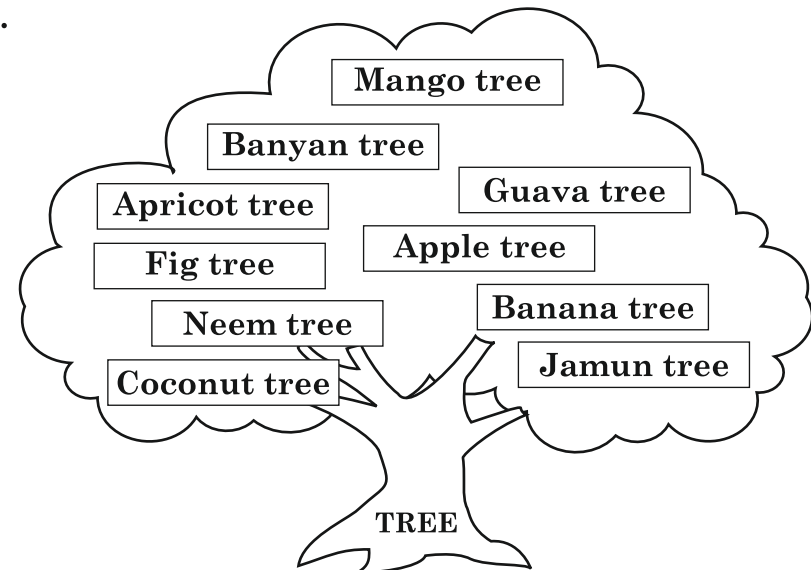 .
Mango tree
Banyan tree
Guava tree
Apricot tree
Apple tree
Fig tree
Banana tree
Neem tree
Jamun tree
Coconut tree
TREE